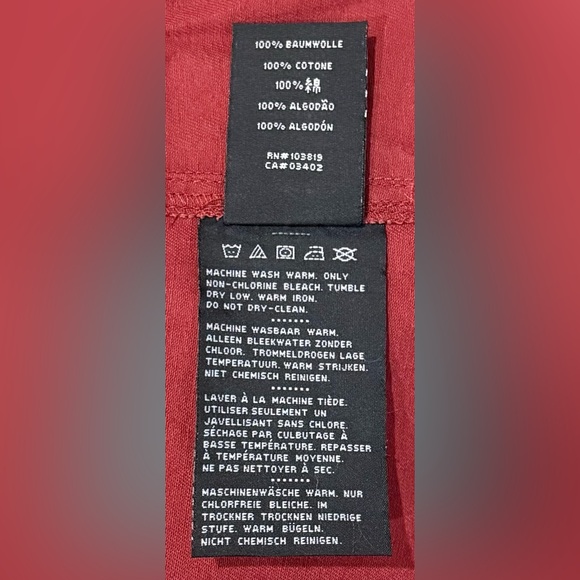 100% BAUMWOLLE
100% COTONE
100% 綿
100% ALGODÃO
100% ALGODÓN
RN#103819
CA#03402
MACHINE WASH WARM. ONLY
NON-CHLORINE BLEACH. TUMBLE
DRY LOW. WARM IRON.
DO NOT DRY-CLEAN.
MACHINE WASBAAR WARM.
ALLEEN BLEEKWATER ZONDER
CHLOOR. TROMMELDROGEN LAGE
TEMPERATUUR. WARM STRIJKEN.
NIET CHEMISCH REINIGEN.
LAVER À LA MACHINE TIÈDE.
UTILISER SEULEMENT UN
JAVELLISANT SANS CHLORE.
SÉCHAGE PAR CULBUTAGE À
BASSE TEMPÉRATURE. REPASSER
À TEMPÉRATURE MOYENNE.
NE PAS NETTOYER À SEC.
MASCHINENWÄSCHE WARM. NUR
CHLORFREIE BLEICHE. IM
TROCKNER TROCKNEN NIEDRIGE
STUFE. WARM BÜGELN.
NICHT CHEMISCH REINIGEN.